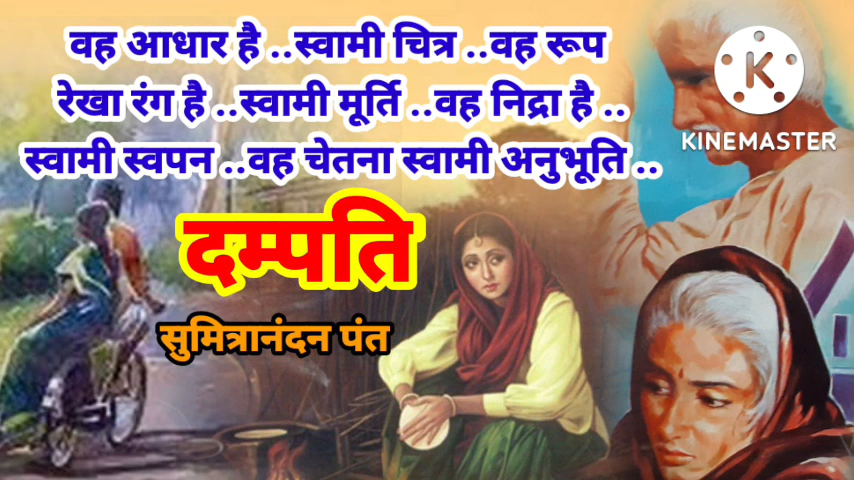 वह आधार है ..स्वामी चित्र ..वह रूप
रेखा रंग है ..स्वामी मूर्ति ..वह निद्रा है ..
स्वामी स्वपन ..वह चेतना स्वामी अनुभूति ..
दम्पति
सुमित्रानंदन पंत
K
KINEMASTER